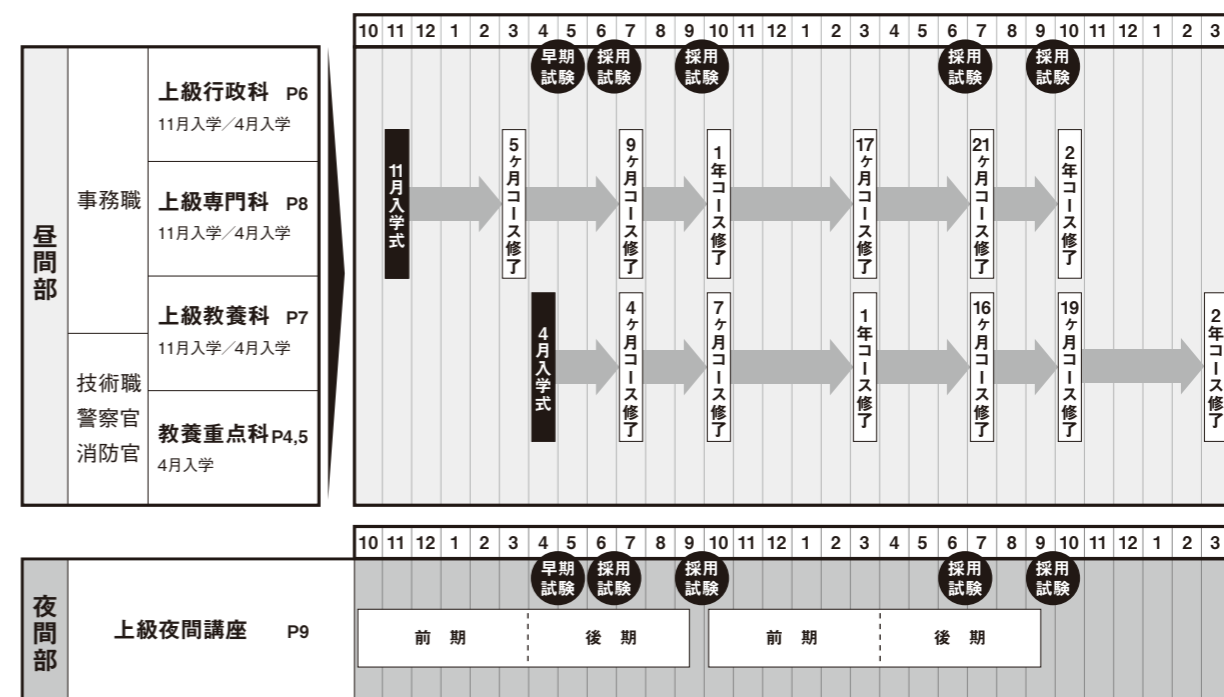 10 11 12 1 2 3 4 5 6 7 8 9 10 11 12 1 2 3 4 5 6 7 8 9 10 11 12 1 2 3
早期
試験
採用
試験
採用
試験
採用
試験
採用
試験
昼間部
事務職
技術職
警察官
消防官
上級行政科 P6
11月入学／4月入学
上級専門科 P8
11月入学／4月入学
上級教養科 P7
11月入学／4月入学
教養重点科 P4,5
4月入学
11月入学式
5ヶ月コース修了
9ヶ月コース修了
1年コース修了
17ヶ月コース修了
21ヶ月コース修了
2年コース修了
4月入学式
4ヶ月コース修了
7ヶ月コース修了
1年コース修了
16ヶ月コース修了
19ヶ月コース修了
2年コース修了
10 11 12 1 2 3 4 5 6 7 8 9 10 11 12 1 2 3 4 5 6 7 8 9 10 11 12 1 2 3
早期
試験
採用
試験
採用
試験
採用
試験
採用
試験
夜間部
上級夜間講座 P9
前 期
後 期
前 期
後 期